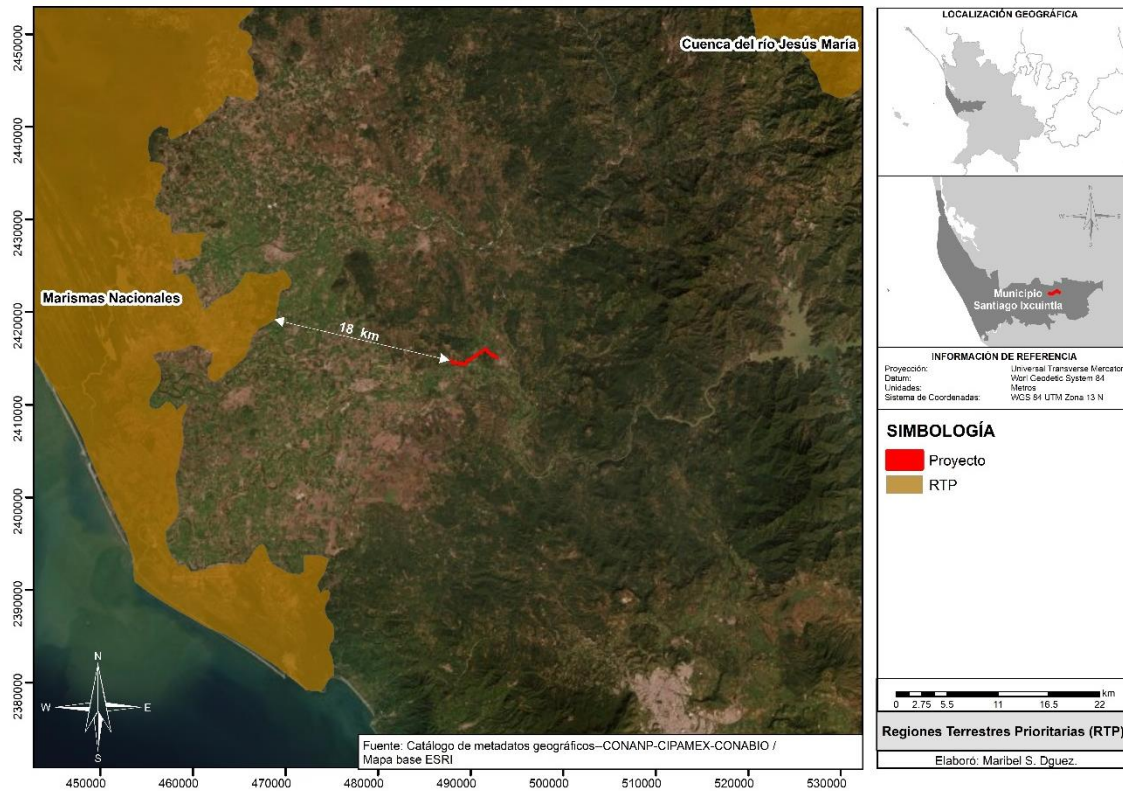 Cuenca del río Jesús María
Marismas Nacionales
18 km
N
W E
S
2450000
2440000
2430000
2420000
2410000
2400000
2390000
2380000
450000 460000 470000 480000 490000 500000 510000 520000 530000
Fuente: Catálogo de metadatos geográficos–CONANP-CIPAMEX-CONABIO /
Mapa base ESRI
LOCALIZACIÓN GEOGRÁFICA
N
W E
S
Municipio
Santiago Ixcuintla
INFORMACIÓN DE REFERENCIA
Proyección: Universal Transverse Mercator
Datum: Worl Geodetic System 84
Unidades: Metros
Sistema de Coordenadas: WGS 84 UTM Zona 13 N
SIMBOLOGÍA
Proyecto
RTP
km
0 2.75 5.5 11 16.5 22
Regiones Terrestres Prioritarias (RTP)
Elaboró: Maribel S. Dguez.